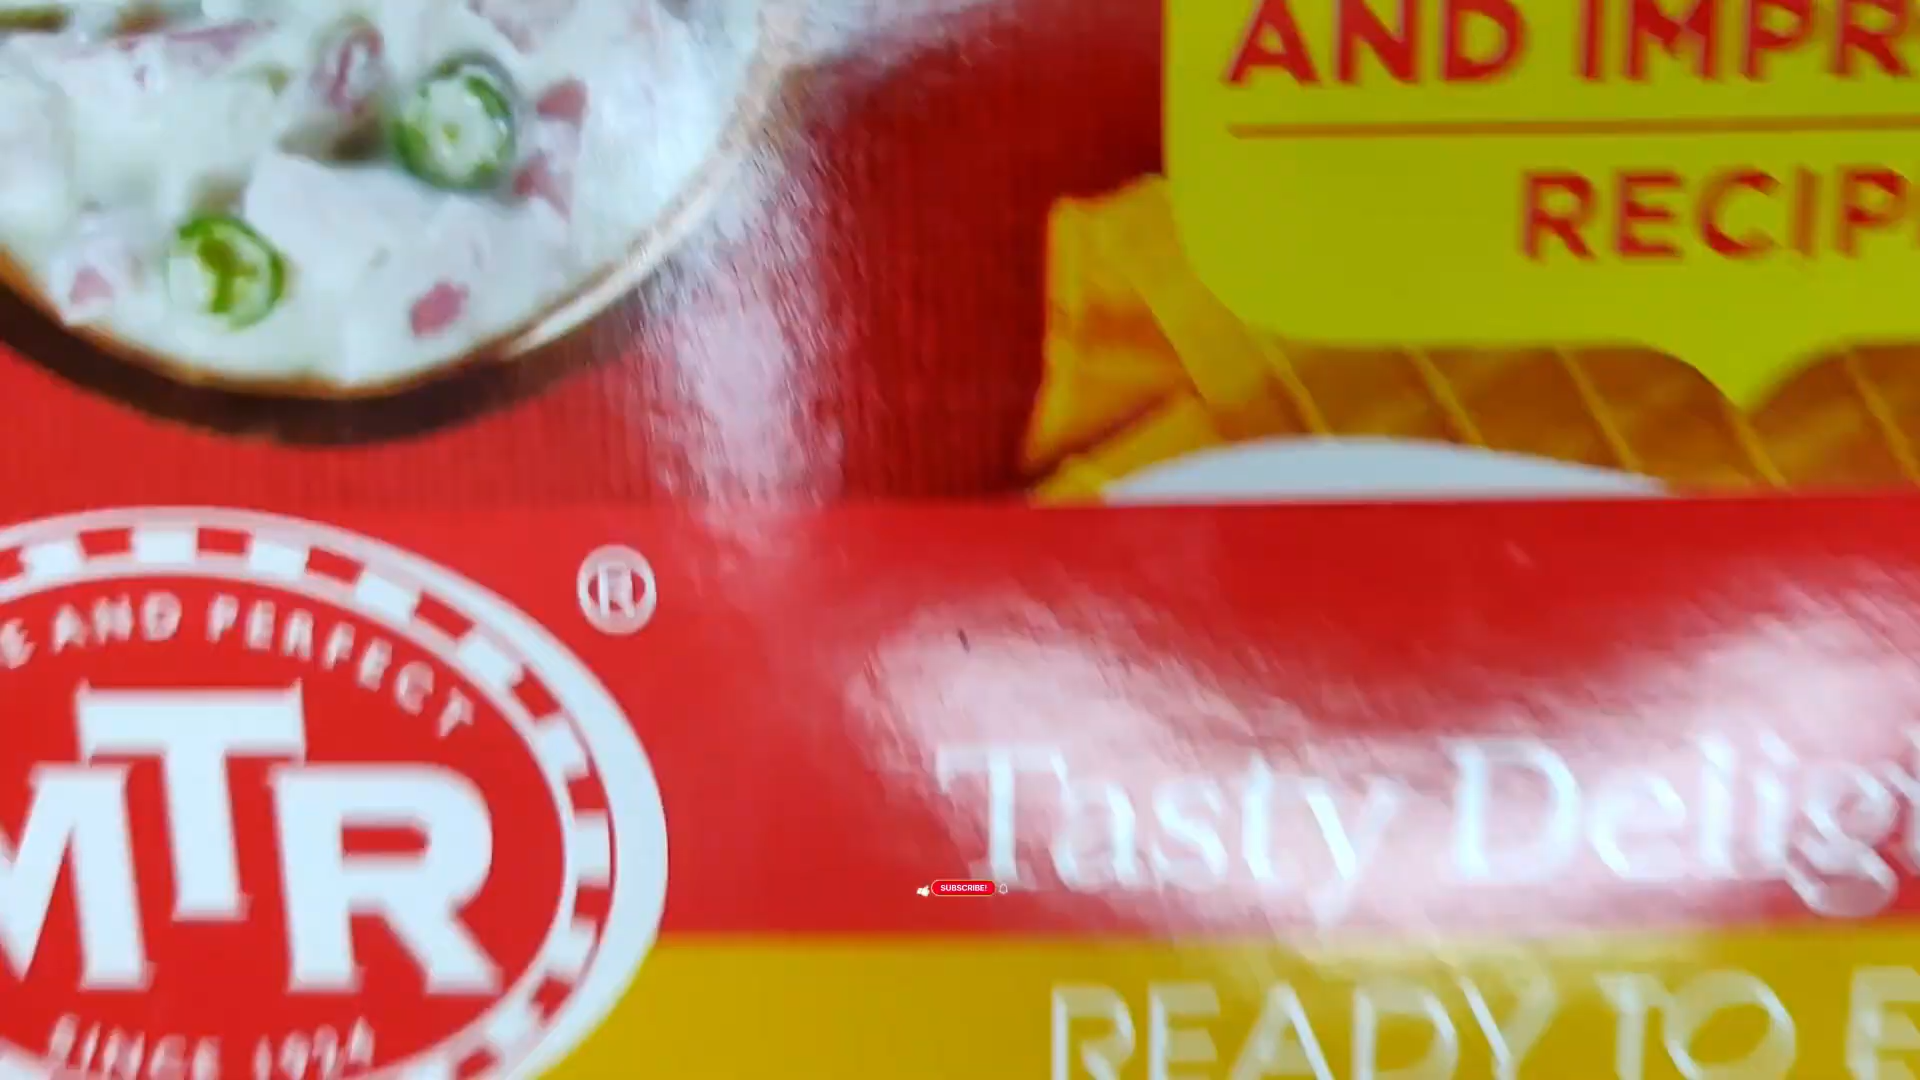 AND IMPR
RECIP
®
E AND PERFECT
MTR
SINCE 1924
Tasty Delig
SUBSCRIBE!
READY TO E